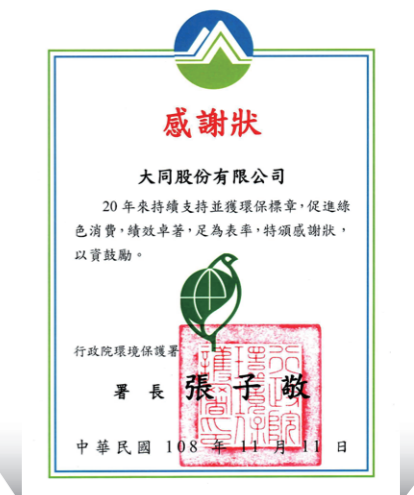 感謝狀
大同股份有限公司
20年來持續支持並獲環保標章，促進綠
色消費，績效卓著，足為表率，特頒感謝狀，
以資鼓勵。
行政院環境保護署
署長 張子敬
中華民國 108 年 11 月 11 日